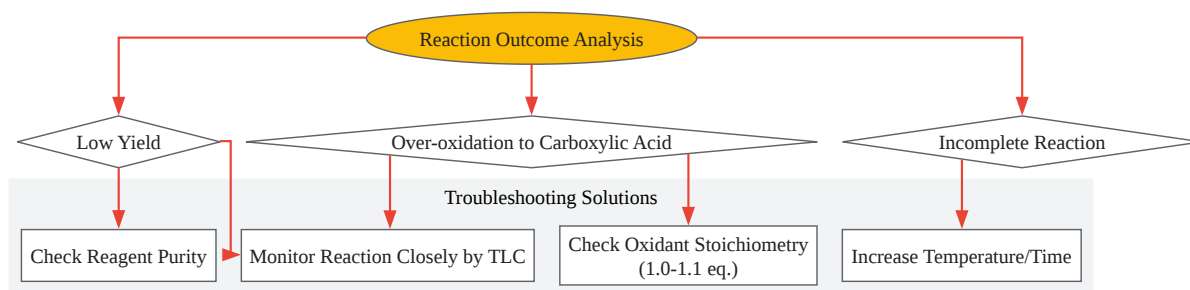 Reaction Outcome Analysis
Low Yield
Over-oxidation to Carboxylic Acid
Incomplete Reaction
Troubleshooting Solutions
Check Reagent Purity
Monitor Reaction Closely by TLC
Check Oxidant Stoichiometry
(1.0-1.1 eq.)
Increase Temperature/Time